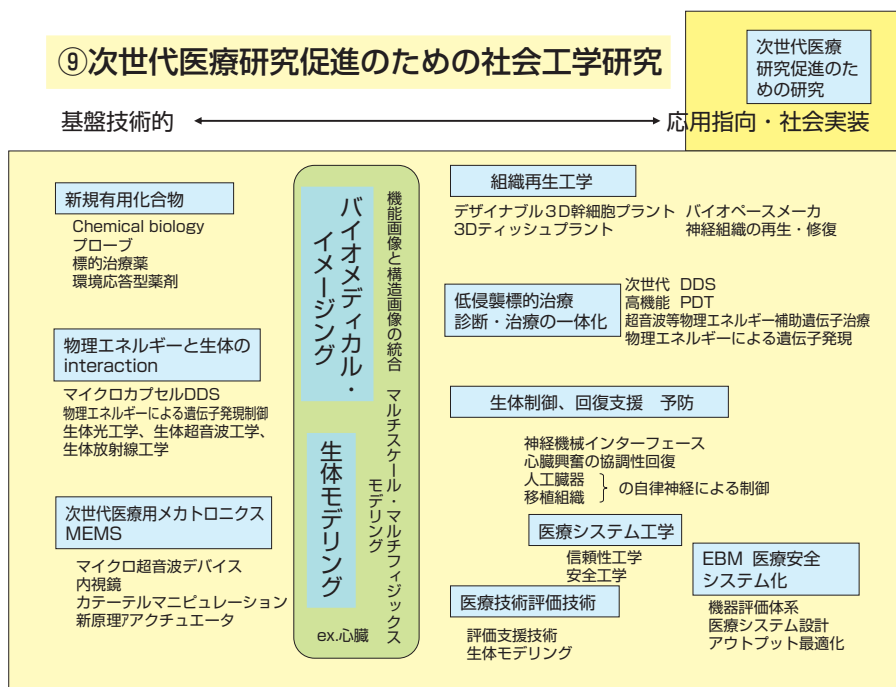 ⑨次世代医療研究促進のための社会工学研究
次世代医療
研究促進のた
めの研究
基盤技術的
応用指向・社会実装
新規有用化合物
Chemical biology
プローブ
標的治療薬
環境応答型薬剤
物理エネルギーと生体の
interaction
マイクロカプセルDDS
物理エネルギーによる遺伝子発現制御
生体光工学、生体超音波工学、
生体放射線工学
次世代医療用メカトロニクス
MEMS
マイクロ超音波デバイス
内視鏡
カテーテルマニピュレーション
新原理アアクチュエータ
バイオメディカル・
イメージング
機能画像と構造画像の統合
生体モデリング
マルチスケール・マルチフィジックス
モデリング
ex.心臓
組織再生工学
デザイナブル3D幹細胞プラント バイオペースメーカ
3Dティッシュプラント 神経組織の再生・修復
低侵襲標的治療
診断・治療の一体化
次世代 DDS
高機能 PDT
超音波等物理エネルギー補助遺伝子治療
物理エネルギーによる遺伝子発現
生体制御、回復支援 予防
神経機械インターフェース
心臓興奮の協調性回復
人工臓器
移植組織
の自律神経による制御
医療システム工学
信頼性工学
安全工学
医療技術評価技術
評価支援技術
生体モデリング
EBM 医療安全
システム化
機器評価体系
医療システム設計
アウトプット最適化